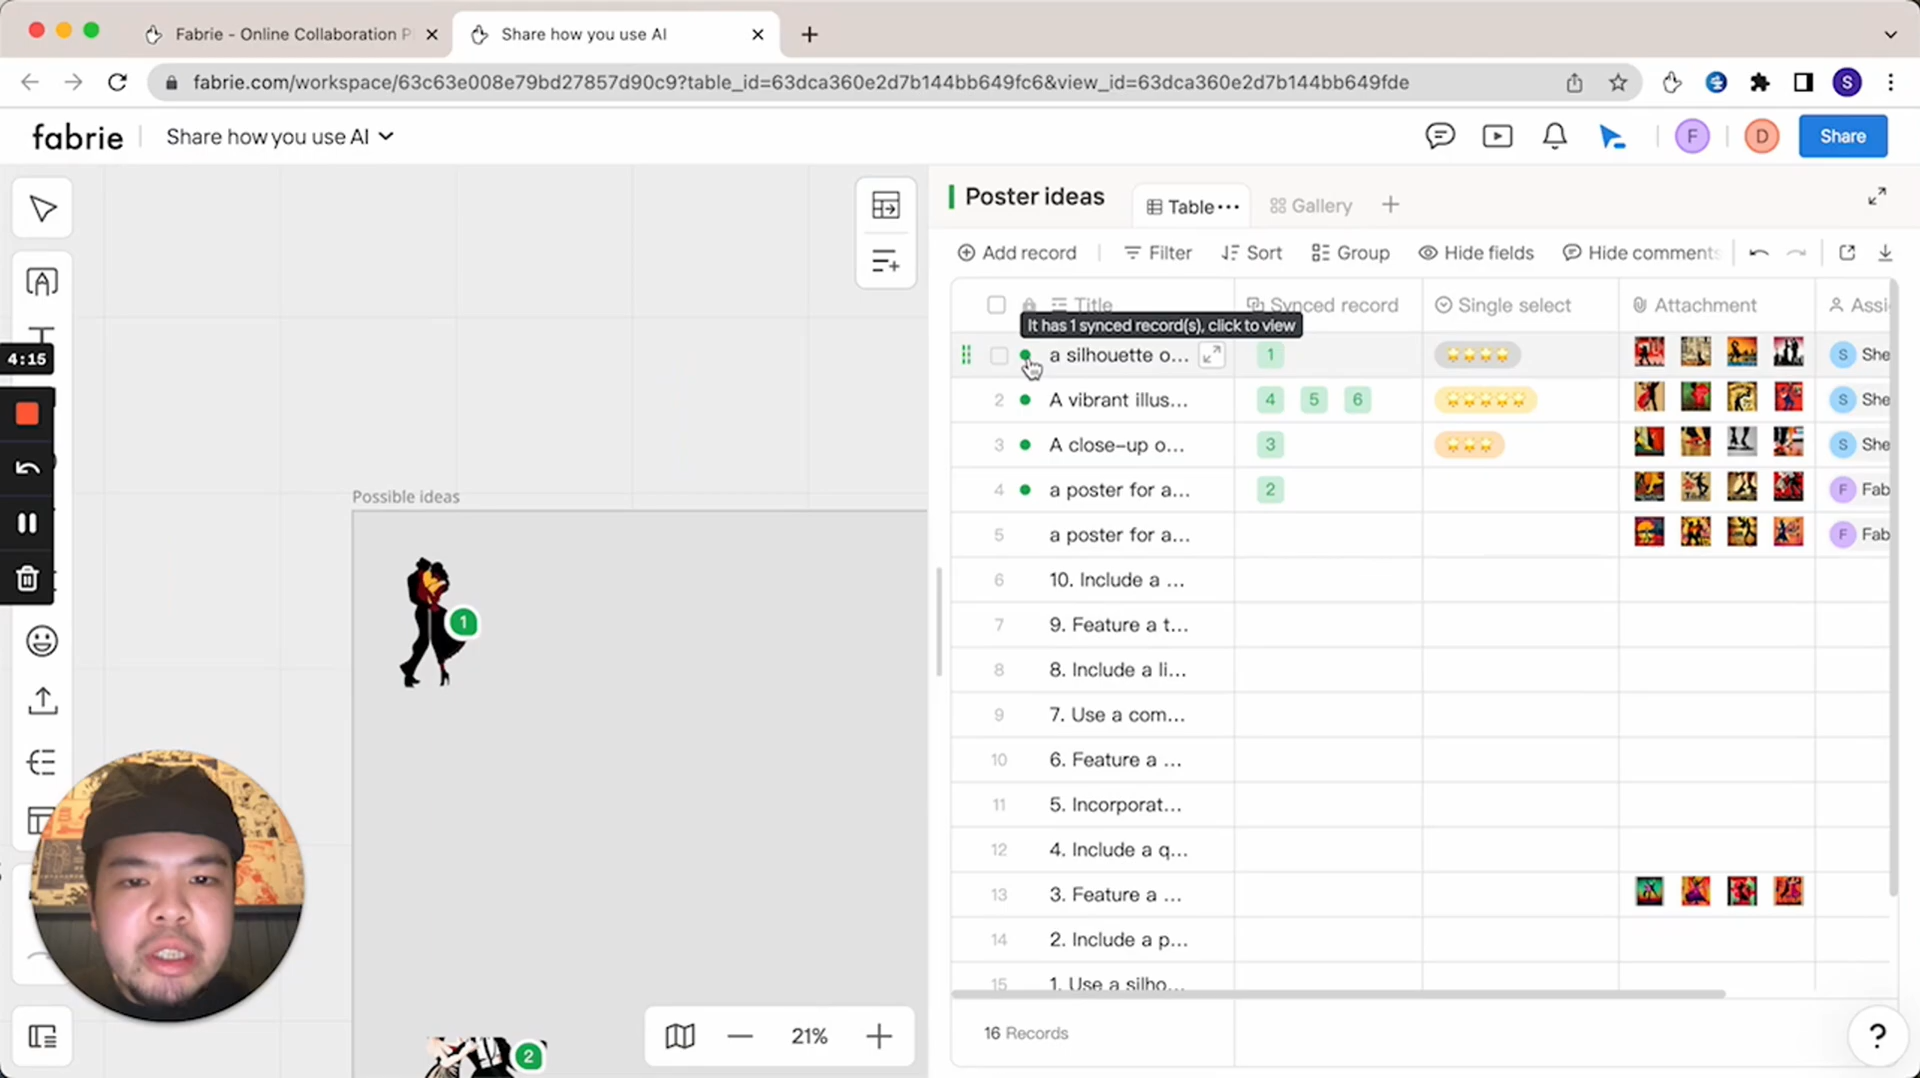 Fabrie - Online Collaboration P
Share how you use AI
fabrie.com/workspace/63c63e008e79bd27857d90c9?table_id=63dca360e2d7b144bb649fc6&view_id=63dca360e2d7b144bb649fde
S
fabrie
Share how you use AI
F
D
Share
Poster ideas
Table
Gallery
Add record
Filter
Sort
Group
Hide fields
Hide comments
Title
Synced record
Single select
Attachment
Assi
It has 1 synced record(s), click to view
a silhouette o...
1
S
She
2
A vibrant illus...
4
5
6
S
She
3
A close-up o...
3
S
She
4
a poster for a...
2
F
Fab
5
a poster for a...
F
Fab
6
10. Include a ...
7
9. Feature a t...
8
8. Include a li...
9
7. Use a com...
10
6. Feature a ...
11
5. Incorporat...
12
4. Include a q...
13
3. Feature a ...
14
2. Include a p...
15
1. Use a silho...
16 Records
4:15
Possible ideas
1
2
21%
?